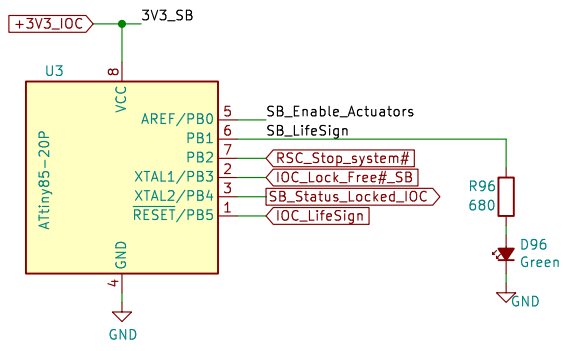 +3V3_IOC
3V3_SB
U3
8
VCC
ATtiny85-20P
AREF/PB0
5
SB_Enable_Actuators
PB1
6
SB_LifeSign
PB2
7
RSC_Stop_system#
XTAL1/PB3
2
IOC_Lock_Free#_SB
XTAL2/PB4
3
SB_Status_Locked_IOC
RESET/PB5
1
IOC_LifeSign
GND
4
GND
R96
680
D96
Green
GND